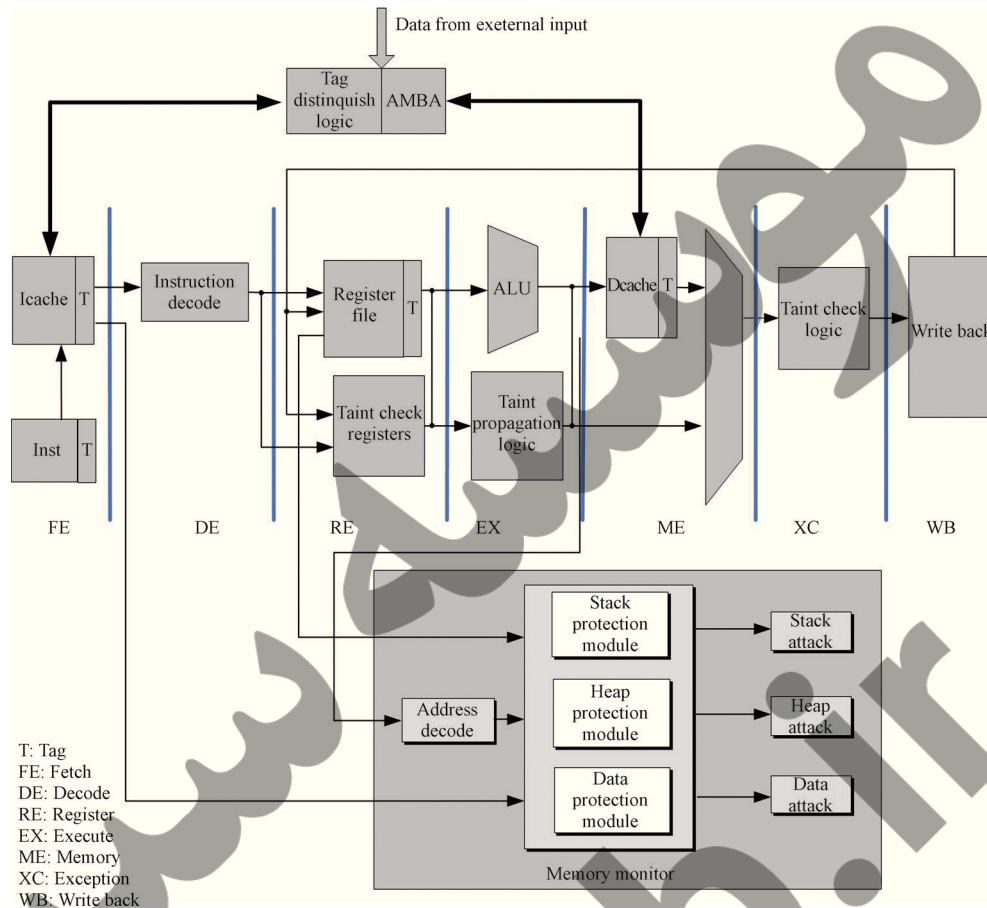 Data from exeternal input
Tag
distinquish
logic
AMBA
Icache
T
Instruction
decode
Register
file
T
ALU
Dcache
T
Taint check
logic
Write back
Inst
T
Taint check
registers
Taint
propagation
logic
FE
DE
RE
EX
ME
XC
WB
Stack
protection
module
Stack
attack
Address
decode
Heap
protection
module
Heap
attack
Data
protection
module
Data
attack
Memory monitor
T: Tag
FE: Fetch
DE: Decode
RE: Register
EX: Execute
ME: Memory
XC: Exception
WB: Write back